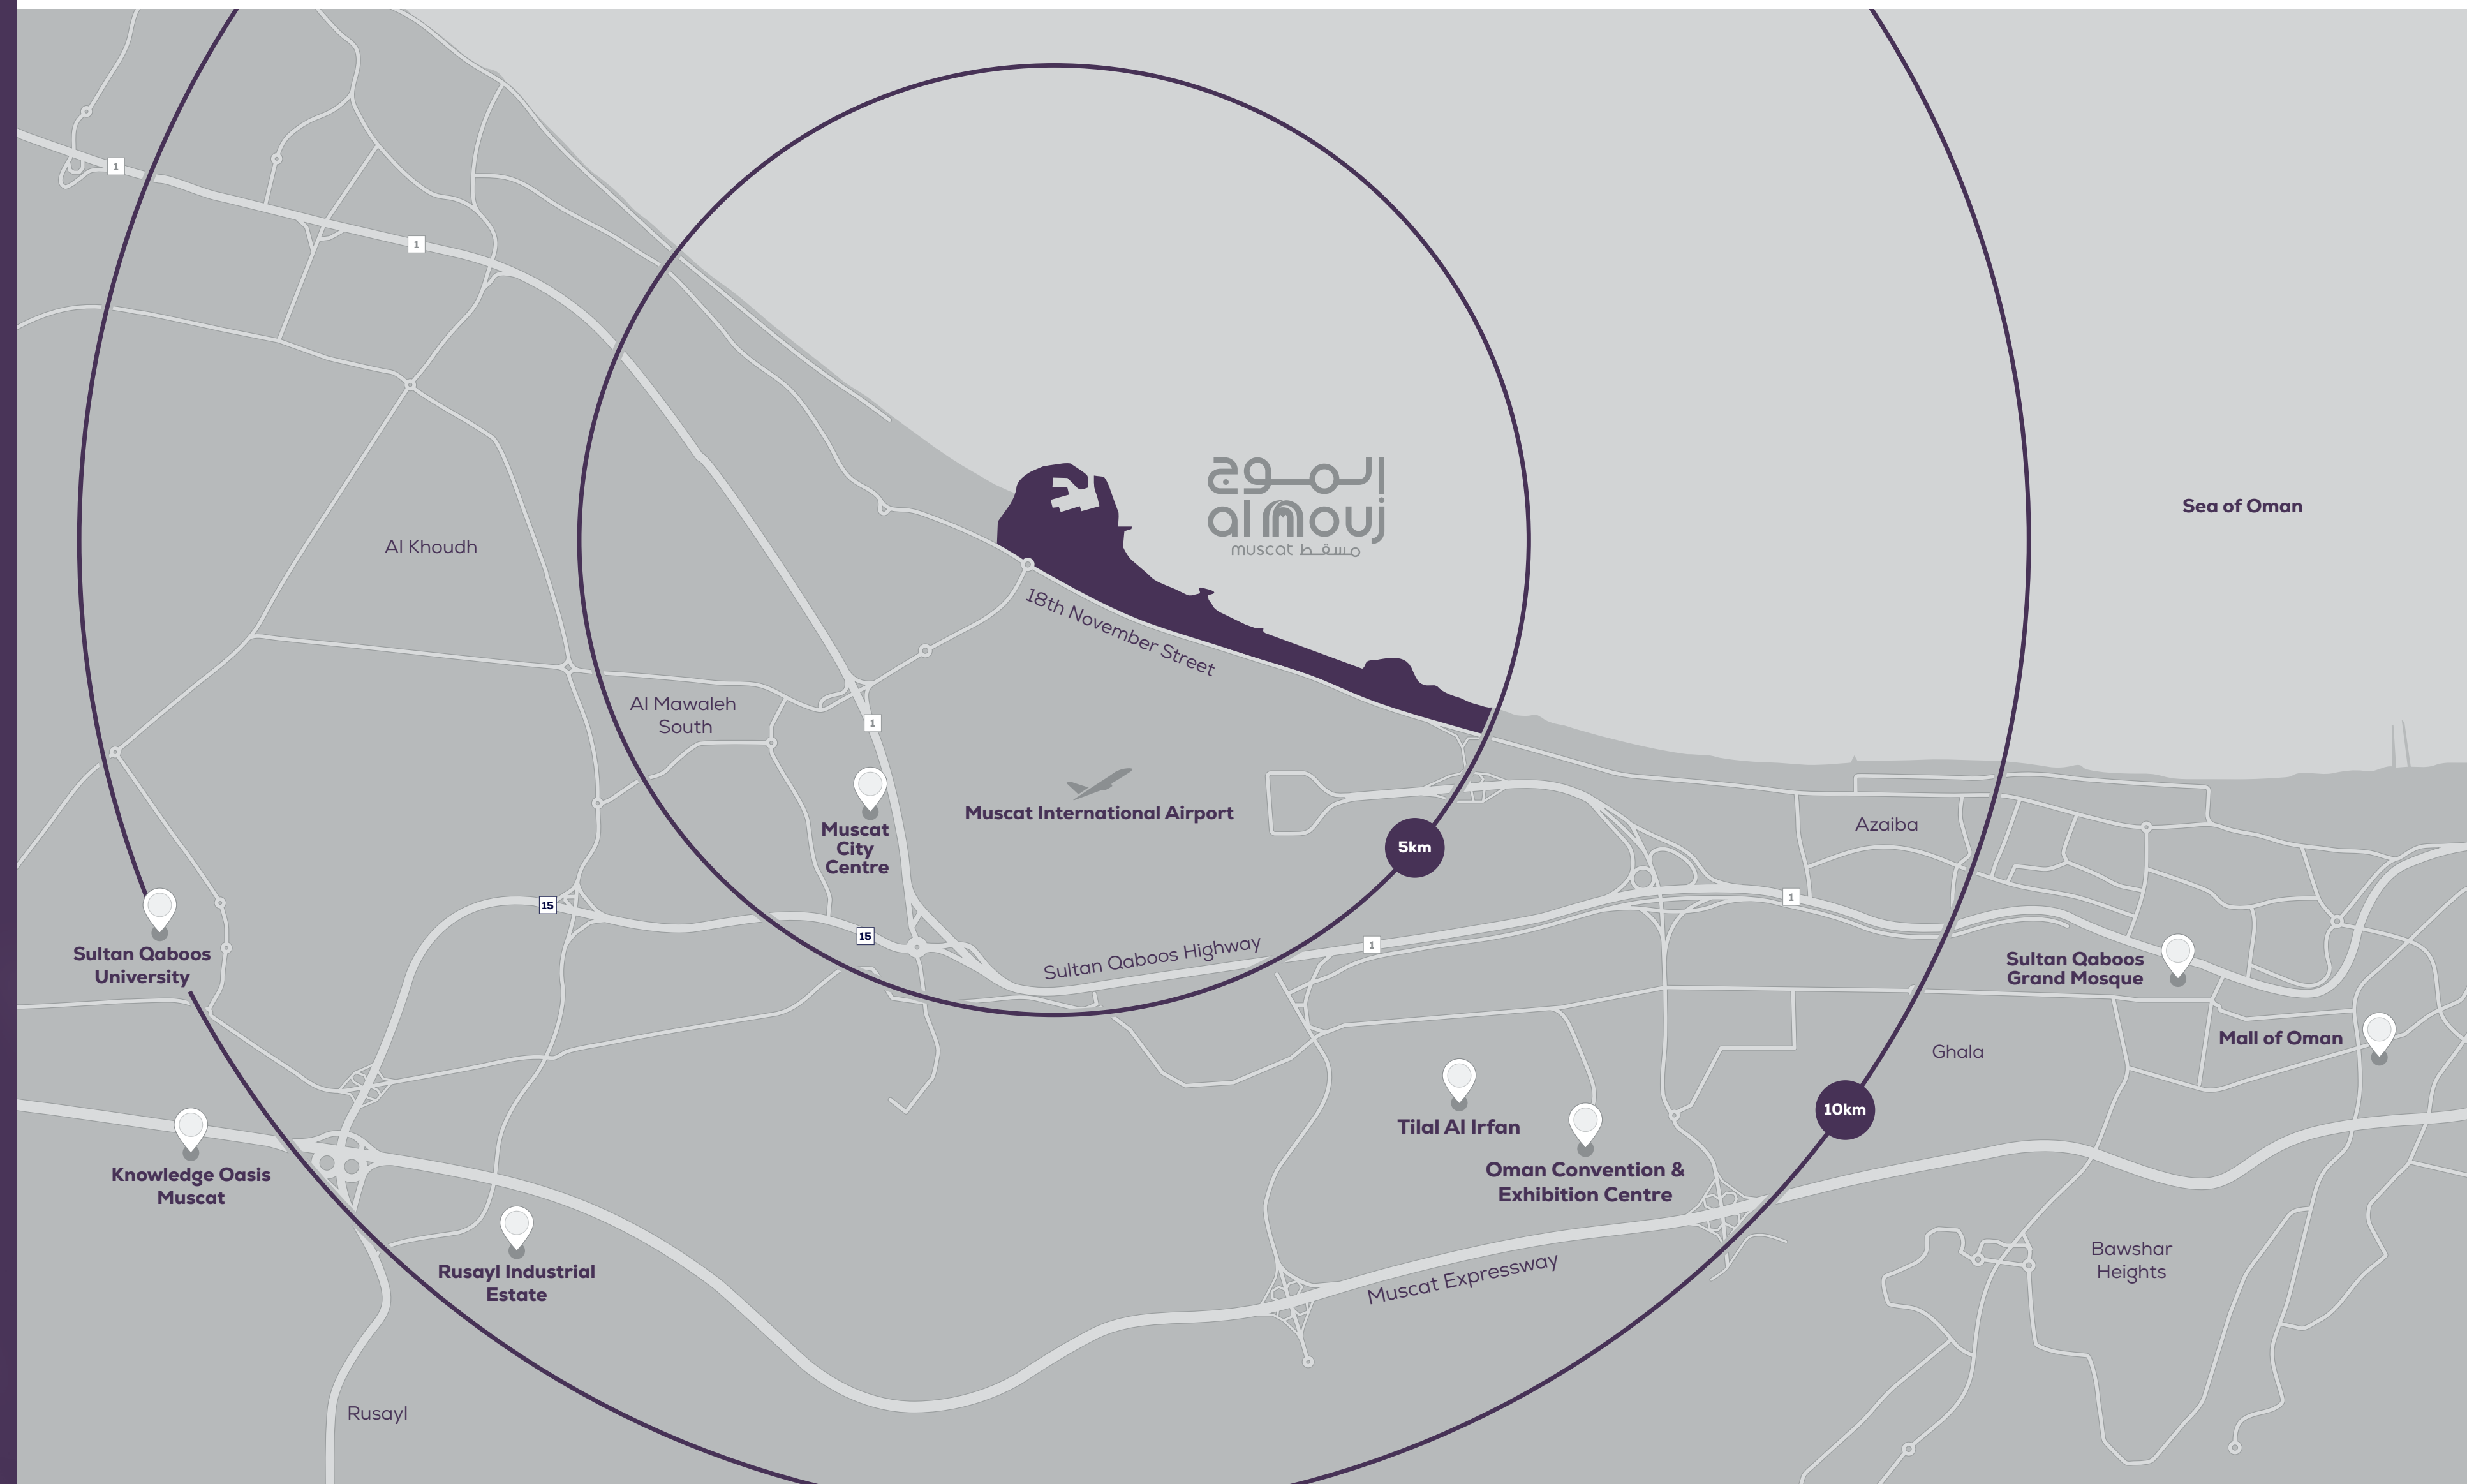 1
1
المـوج
al mouj
muscat مسقط
Sea of Oman
Al Khoudh
18th November Street
Al Mawaleh
South
1
Muscat International Airport
Muscat
City
Centre
5km
Azaiba
15
1
15
Sultan Qaboos Highway
1
Sultan Qaboos
University
Sultan Qaboos
Grand Mosque
Mall of Oman
Ghala
10km
Tilal Al Irfan
Knowledge Oasis
Muscat
Oman Convention &
Exhibition Centre
Rusayl Industrial
Estate
Muscat Expressway
Bawshar
Heights
Rusayl